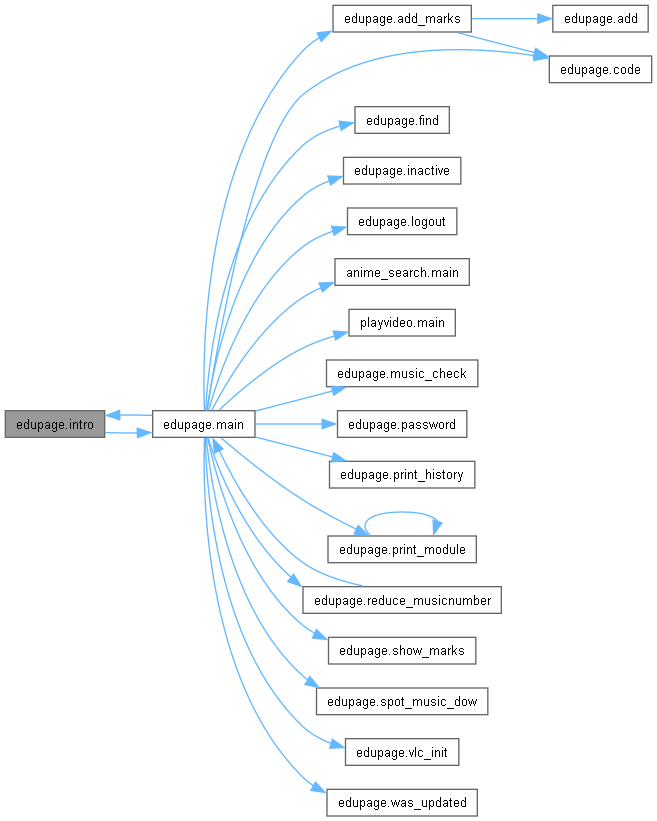 edupage.add_marks
edupage.add
edupage.code
edupage.find
edupage.inactive
edupage.logout
anime_search.main
playvideo.main
edupage.music_check
edupage.intro
edupage.main
edupage.password
edupage.print_history
edupage.print_module
edupage.reduce_musicnumber
edupage.show_marks
edupage.spot_music_dow
edupage.vlc_init
edupage.was_updated